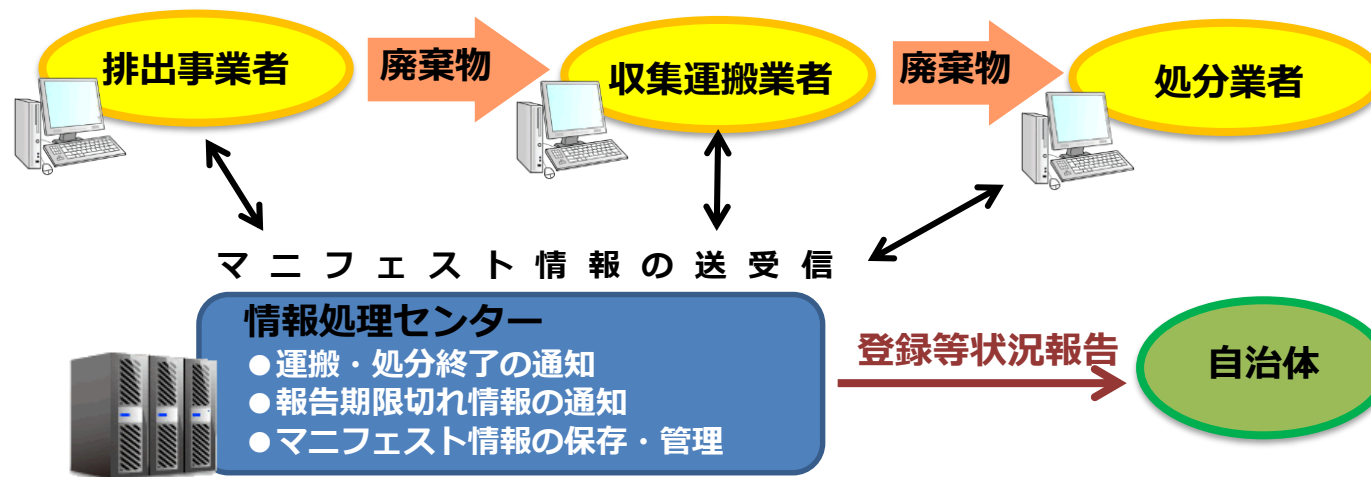 排出事業者
廃棄物
収集運搬業者
廃棄物
処分業者
マニフェスト情報の送受信
情報処理センター
●運搬・処分終了の通知
●報告期限切れ情報の通知
●マニフェスト情報の保存・管理
登録等状況報告
自治体